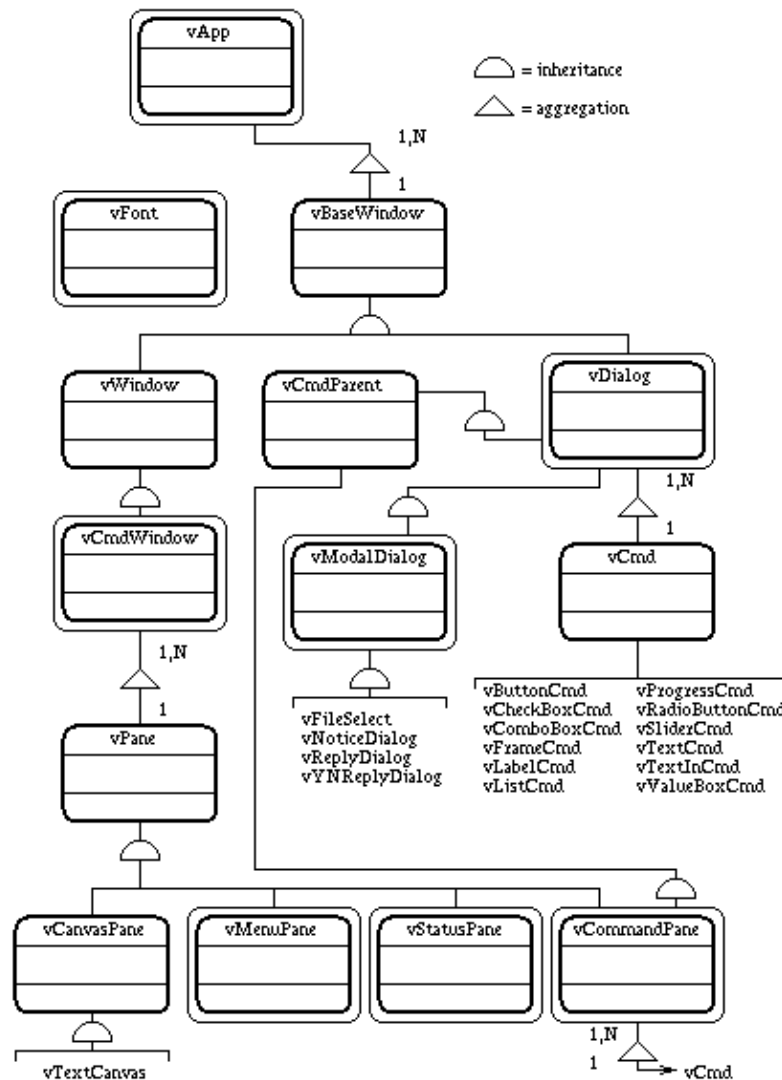 vApp
= inheritance
= aggregation
1,N
1
vFont
vBaseWindow
vWindow
vCmdParent
vDialog
1,N
1
vCmdWindow
vModalDialog
vCmd
1,N
1
vPane
vFileSelect
vNoticeDialog
vReplyDialog
vYNReplyDialog
vButtonCmd
vCheckBoxCmd
vComboBoxCmd
vFrameCmd
vLabelCmd
vListCmd
vProgressCmd
vRadioButtonCmd
vSliderCmd
vTextCmd
vTextInCmd
vValueBoxCmd
vCanvasPane
vMenuPane
vStatusPane
vCommandPane
vTextCanvas
1,N
1
vCmd